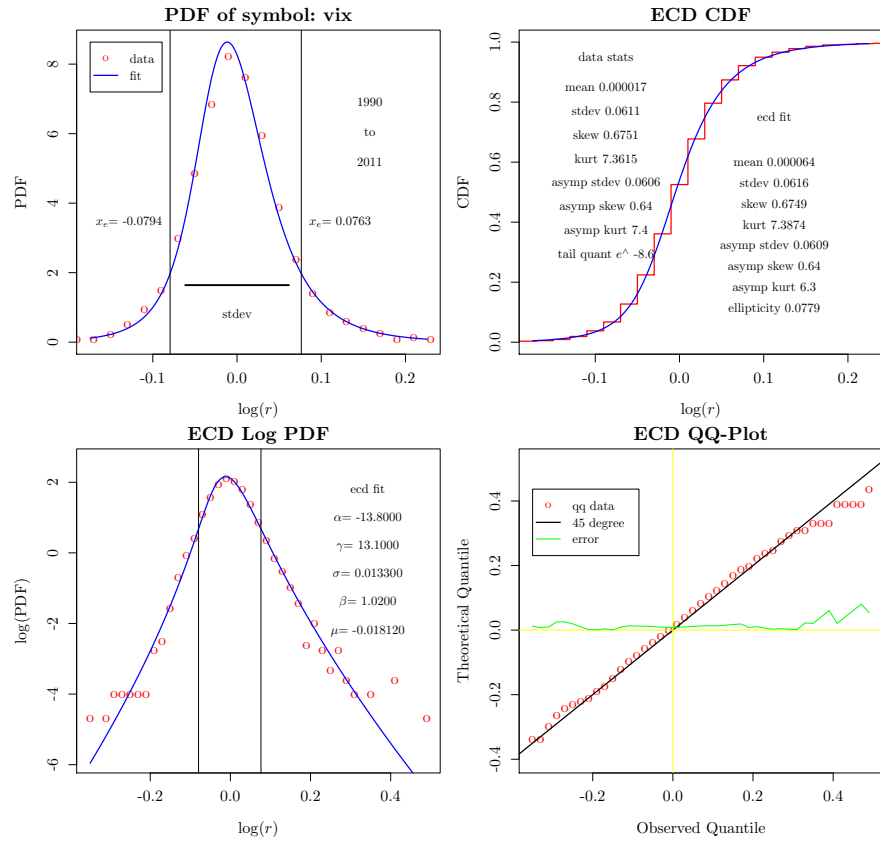 PDF of symbol: vix
data
fit
1990
to
2011
x_e= -0.0794
x_e= 0.0763
stdev
PDF
0
2
4
6
8
-0.1
0.0
0.1
0.2
log(r)
ECD CDF
data stats
mean 0.000017
stdev 0.0611
skew 0.6751
kurt 7.3615
asymp stdev 0.0606
asymp skew 0.64
asymp kurt 7.4
tail quant e^ -8.6
ecd fit
mean 0.000064
stdev 0.0616
skew 0.6749
kurt 7.3874
asymp stdev 0.0609
asymp skew 0.64
asymp kurt 6.3
ellipticity 0.0779
CDF
0.0
0.2
0.4
0.6
0.8
1.0
-0.1
0.0
0.1
0.2
log(r)
ECD Log PDF
ecd fit
α= -13.8000
γ= 13.1000
σ= 0.013300
β= 1.0200
μ= -0.018120
log(PDF)
-6
-4
-2
0
2
-0.2
0.0
0.2
0.4
log(r)
ECD QQ-Plot
qq data
45 degree
error
Theoretical Quantile
-0.4
-0.2
0.0
0.2
0.4
-0.2
0.0
0.2
0.4
Observed Quantile